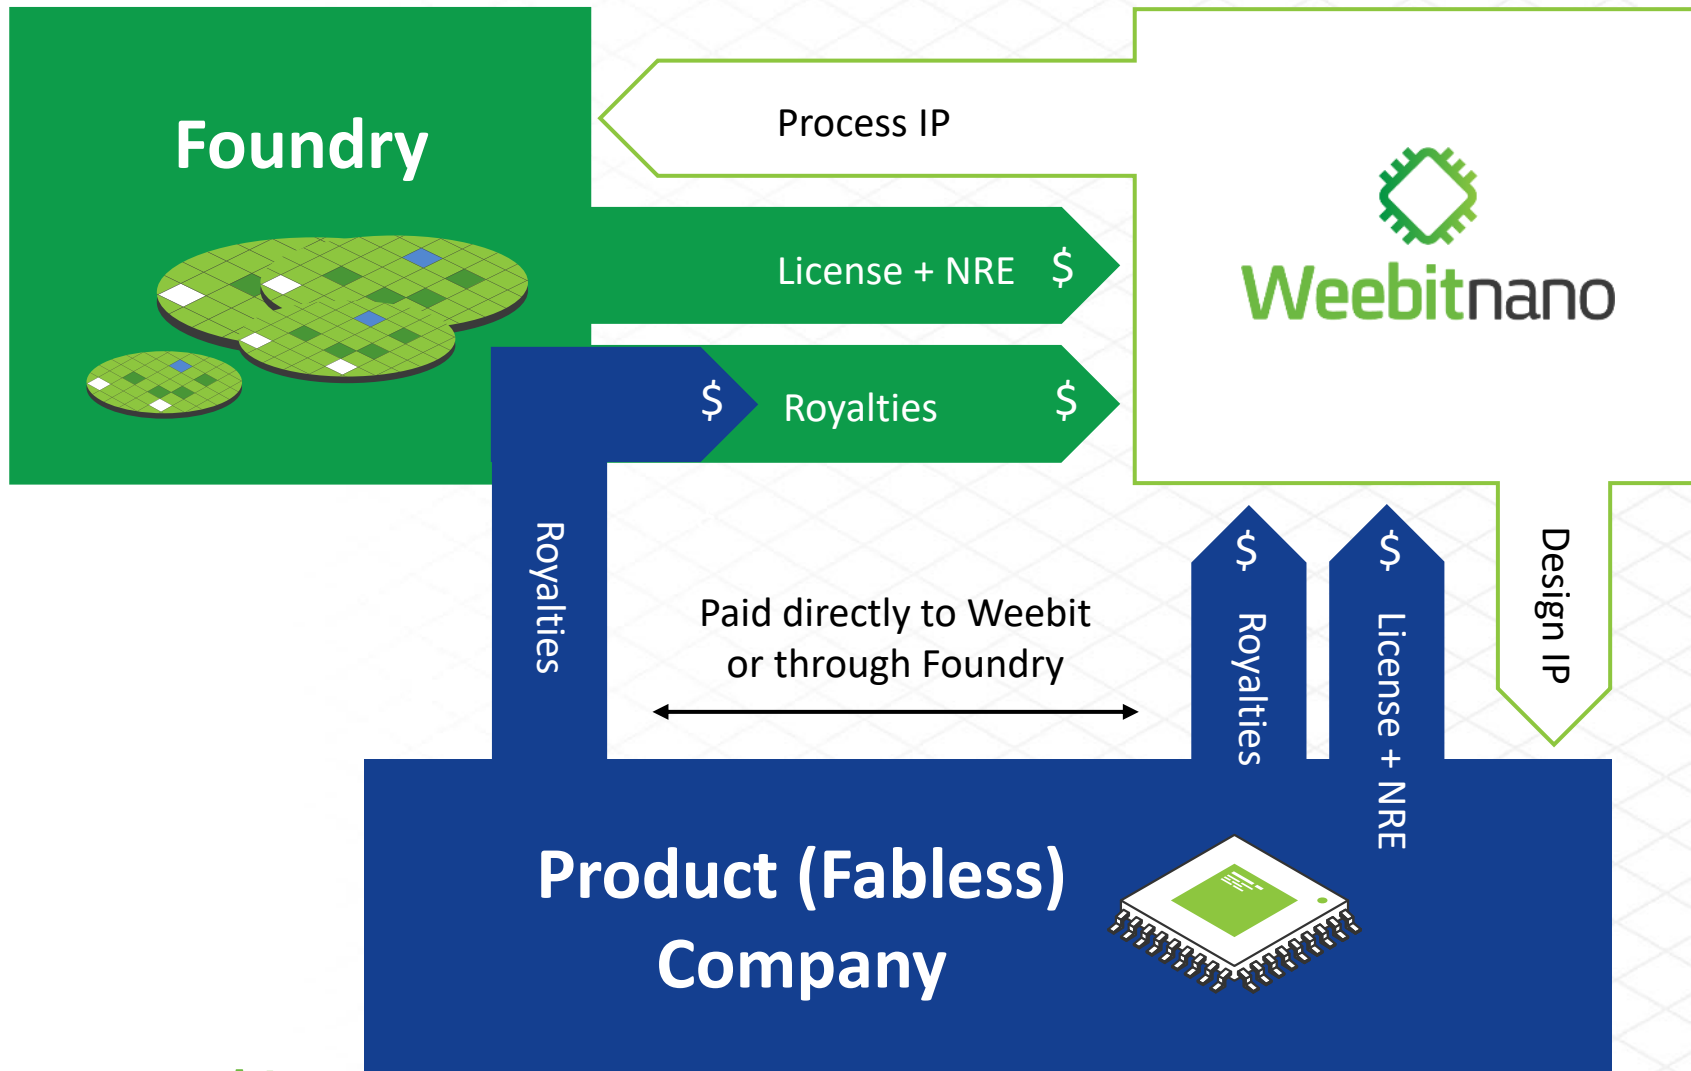 Foundry
Process IP
License + NRE $
$ Royalties $
Weebitnano
Royalties
Paid directly to Weebit
or through Foundry
$ Royalties
$ License + NRE
Design IP
Product (Fabless)
Company